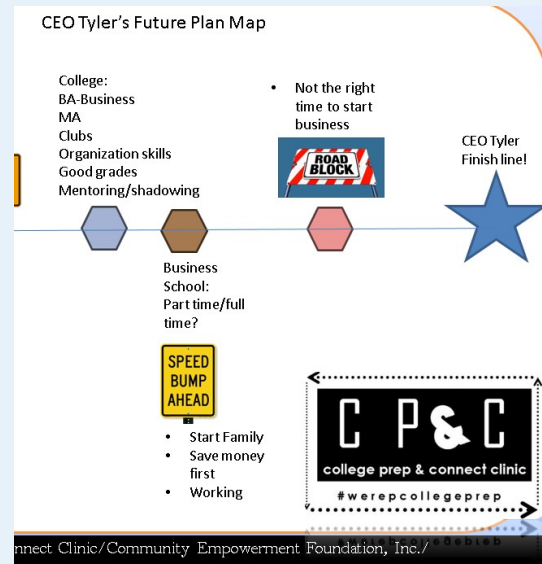 CEO Tyler's Future Plan Map
College:
BA-Business
MA
Clubs
Organization skills
Good grades
Mentoring/shadowing
• Not the right
time to start
business
ROAD
BLOCK
CEO Tyler
Finish line!
Business
School:
Part time/full
time?
SPEED
BUMP
AHEAD
• Start Family
• Save money
first
• Working
C P & C
college prep & connect clinic
#werepcollegeprep
nnect Clinic/Community Empowerment Foundation, Inc./